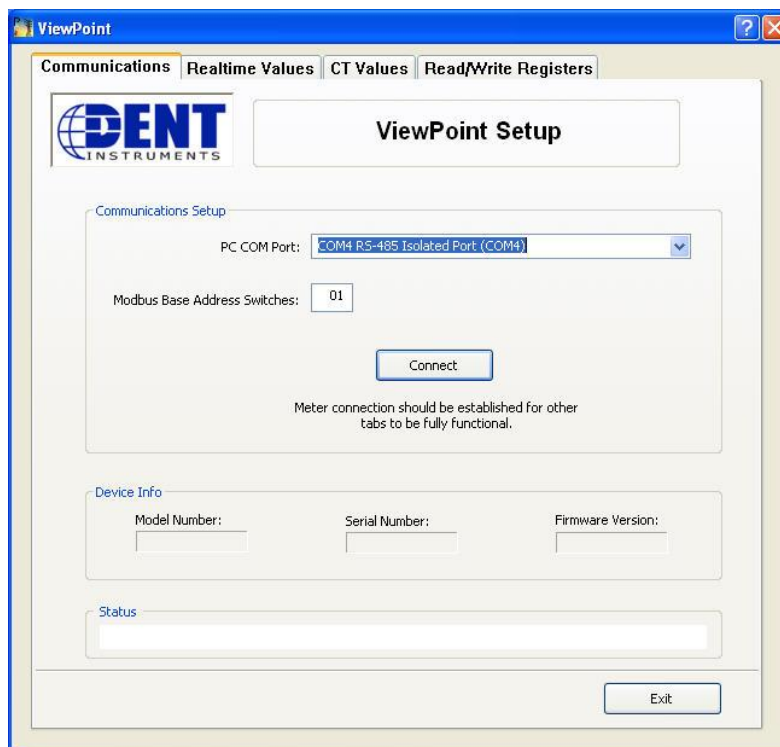 ViewPoint
Communications Realtime Values CT Values Read/Write Registers
DENT
INSTRUMENTS
ViewPoint Setup
Communications Setup
PC COM Port: COM4 RS-485 Isolated Port (COM4)
Modbus Base Address Switches: 01
Connect
Meter connection should be established for other
tabs to be fully functional.
Device Info
Model Number: Serial Number: Firmware Version:
Status
Exit